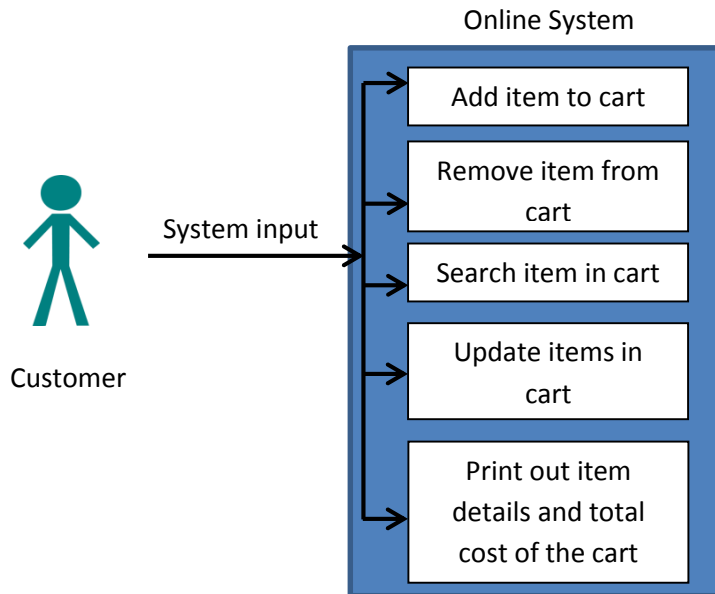 Online System
Add item to cart
Remove item from
cart
System input
Search item in cart
Update items in
cart
Customer
Print out item
details and total
cost of the cart